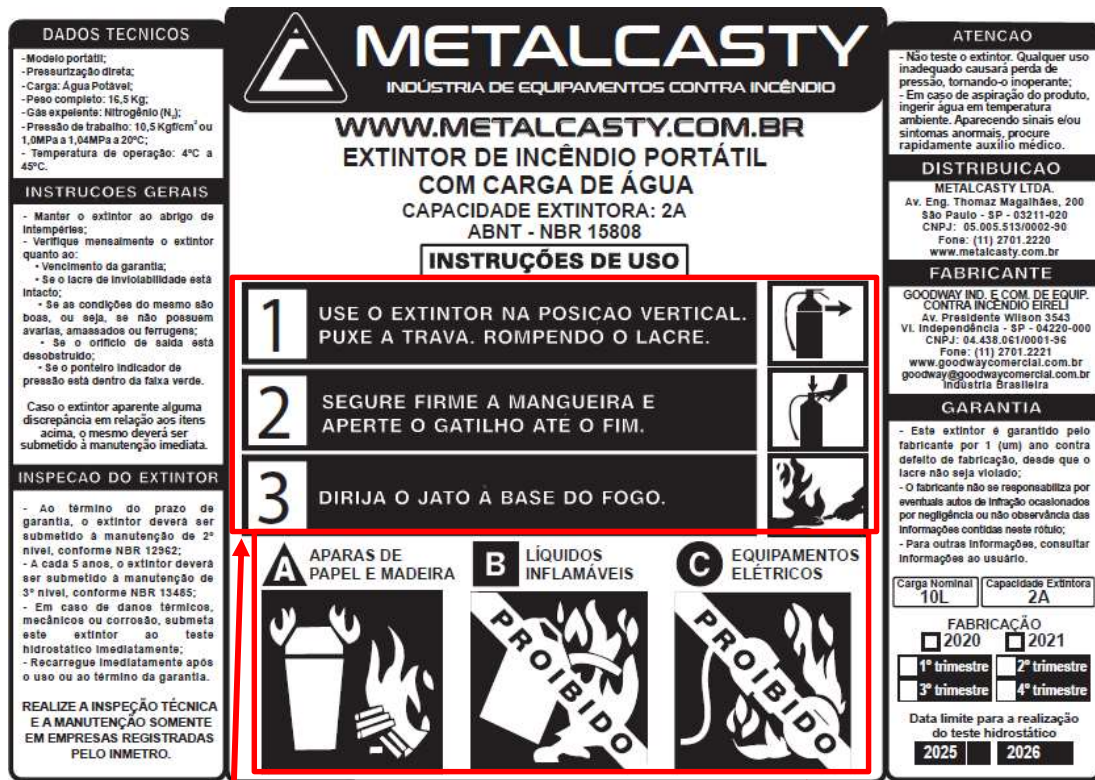 DADOS TECNICOS
-Modelo portátil;
-Pressurização direta;
-Carga: Água Potável;
-Peso completo: 16,5 Kg;
-Gás expelente: Nitrogênio (N₂);
-Pressão de trabalho: 10,5 Kgf/cm² ou
1,0MPa a 1,04MPa a 20ºC;
- Temperatura de operação: 4ºC a
45ºC.
INSTRUCOES GERAIS
- Manter o extintor ao abrigo de
intempéries;
- Verifique mensalmente o extintor
quanto ao:
• Vencimento da garantia;
• Se o lacre de inviolabilidade está
intacto;
• Se as condições do mesmo são
boas, ou seja, se não possuem
avarias, amassados ou ferrugens;
• Se o orifício de saída está
desobstruído;
• Se o ponteiro indicador de
pressão está dentro da faixa verde.
Caso o extintor aparente alguma
discrepância em relação aos itens
acima, o mesmo deverá ser
submetido à manutenção imediata.
INSPECAO DO EXTINTOR
- Ao término do prazo de
garantia, o extintor deverá ser
submetido à manutenção de 2º
nível, conforme NBR 12962;
- A cada 5 anos, o extintor deverá
ser submetido à manutenção de
3º nível, conforme NBR 13485;
- Em caso de danos térmicos,
mecânicos ou corrosão, submeta
este extintor ao teste
hidrostático imediatamente;
- Recarregue imediatamente após
o uso ou ao término da garantia.
REALIZE A INSPEÇÃO TÉCNICA
E A MANUTENÇÃO SOMENTE
EM EMPRESAS REGISTRADAS
PELO INMETRO.
METALCASTY
INDÚSTRIA DE EQUIPAMENTOS CONTRA INCÊNDIO
WWW.METALCASTY.COM.BR
EXTINTOR DE INCÊNDIO PORTÁTIL
COM CARGA DE ÁGUA
CAPACIDADE EXTINTORA: 2A
ABNT - NBR 15808
INSTRUÇÕES DE USO
1
USE O EXTINTOR NA POSIÇAO VERTICAL.
PUXE A TRAVA. ROMPENDO O LACRE.
2
SEGURE FIRME A MANGUEIRA E
APERTE O GATILHO ATÉ O FIM.
3
DIRIJA O JATO À BASE DO FOGO.
A APARAS DE
PAPEL E MADEIRA
B LÍQUIDOS
INFLAMÁVEIS
PROIBIDO
C EQUIPAMENTOS
ELÉTRICOS
PROIBIDO
ATENCAO
- Não teste o extintor. Qualquer uso
inadequado causará perda de
pressão, tornando-o inoperante;
- Em caso de aspiração do produto,
ingerir água em temperatura
ambiente. Aparecendo sinais e/ou
sintomas anormais, procure
rapidamente auxílio médico.
DISTRIBUICAO
METALCASTY LTDA.
Av. Eng. Thomaz Magalhães, 200
São Paulo - SP - 03211-020
CNPJ: 05.005.513/0002-90
Fone: (11) 2701.2220
www.metalcasty.com.br
FABRICANTE
GOODWAY IND. E COM. DE EQUIP.
CONTRA INCÊNDIO EIRELI
Av. Presidente Wilson 3543
Vl. Independência - SP - 04220-000
CNPJ: 04.438.061/0001-96
Fone: (11) 2701.2221
www.goodwaycomercial.com.br
goodway@goodwaycomercial.com.br
Indústria Brasileira
GARANTIA
- Este extintor é garantido pelo
fabricante por 1 (um) ano contra
defeito de fabricação, desde que o
lacre não seja violado;
- O fabricante não se responsabiliza por
eventuais autos de infração ocasionados
por negligência ou não observância das
informações contidas neste rótulo;
- Para outras informações, consultar
informações ao usuário.
Carga Nominal
10L
Capacidade Extintora
2A
FABRICAÇÃO
2020 2021
1º trimestre 2º trimestre
3º trimestre 4º trimestre
Data limite para a realização
do teste hidrostático
2025 2026